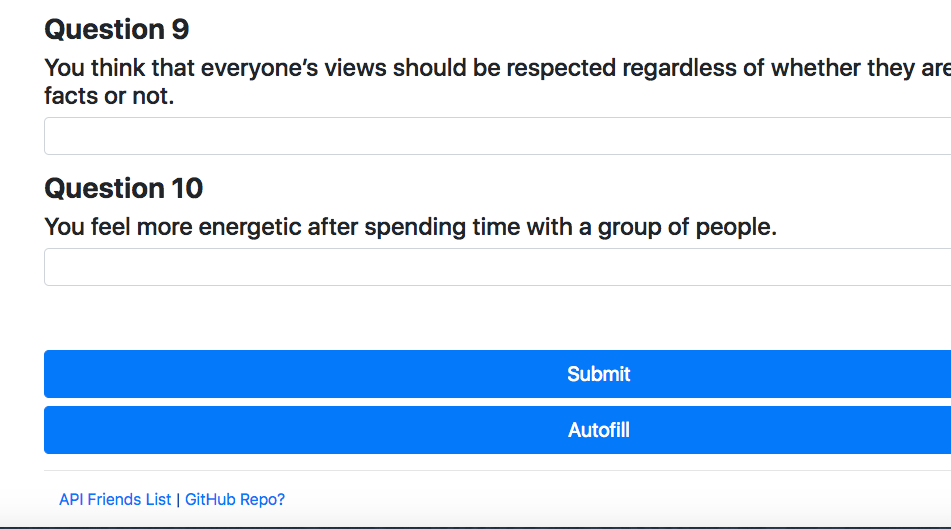 Question 9
You think that everyone’s views should be respected regardless of whether they are
facts or not.
Question 10
You feel more energetic after spending time with a group of people.
Submit
Autofill
API Friends List | GitHub Repo?